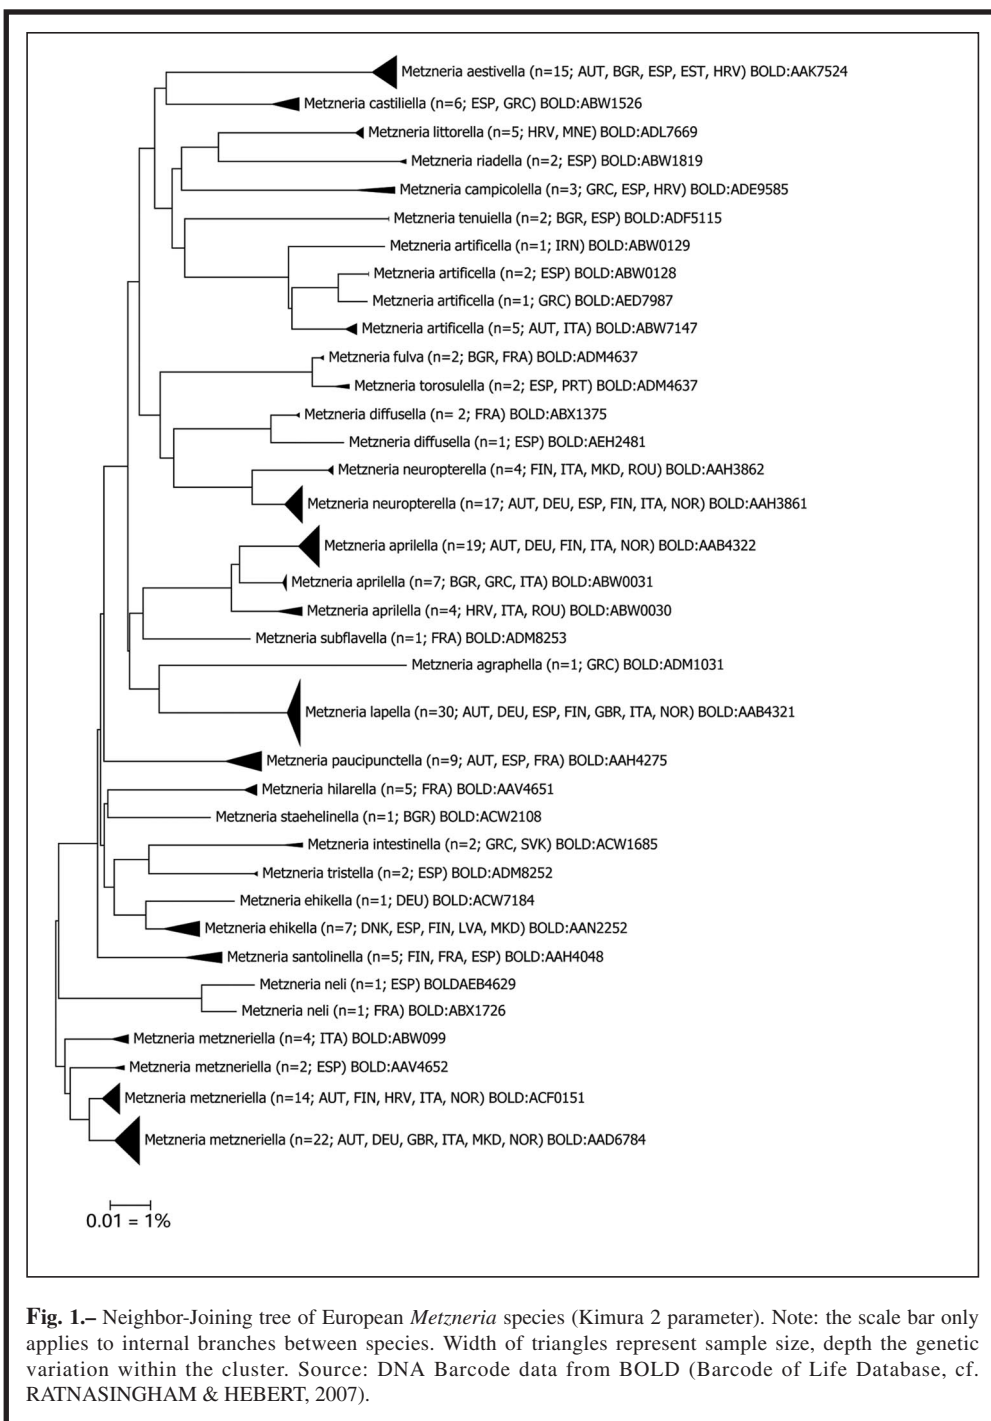 Metzneria aestivella (n=15; AUT, BGR, ESP, EST, HRV) BOLD:AAK7524
Metzneria castiliella (n=6; ESP, GRC) BOLD:ABW1526
Metzneria littorella (n=5; HRV, MNE) BOLD:ADL7669
Metzneria riadella (n=2; ESP) BOLD:ABW1819
Metzneria campicolella (n=3; GRC, ESP, HRV) BOLD:ADE9585
Metzneria tenuiella (n=2; BGR, ESP) BOLD:ADF5115
Metzneria artificella (n=1; IRN) BOLD:ABW0129
Metzneria artificella (n=2; ESP) BOLD:ABW0128
Metzneria artificella (n=1; GRC) BOLD:AED7987
Metzneria artificella (n=5; AUT, ITA) BOLD:ABW7147
Metzneria fulva (n=2; BGR, FRA) BOLD:ADM4637
Metzneria torosulella (n=2; ESP, PRT) BOLD:ADM4637
Metzneria diffusella (n= 2; FRA) BOLD:ABX1375
Metzneria diffusella (n=1; ESP) BOLD:AEH2481
Metzneria neuropterella (n=4; FIN, ITA, MKD, ROU) BOLD:AAH3862
Metzneria neuropterella (n=17; AUT, DEU, ESP, FIN, ITA, NOR) BOLD:AAH3861
Metzneria aprilella (n=19; AUT, DEU, FIN, ITA, NOR) BOLD:AAB4322
Metzneria aprilella (n=7; BGR, GRC, ITA) BOLD:ABW0031
Metzneria aprilella (n=4; HRV, ITA, ROU) BOLD:ABW0030
Metzneria subflavella (n=1; FRA) BOLD:ADM8253
Metzneria agraphella (n=1; GRC) BOLD:ADM1031
Metzneria lapella (n=30; AUT, DEU, ESP, FIN, GBR, ITA, NOR) BOLD:AAB4321
Metzneria paucipunctella (n=9; AUT, ESP, FRA) BOLD:AAH4275
Metzneria hilarella (n=5; FRA) BOLD:AAV4651
Metzneria staehelinella (n=1; BGR) BOLD:ACW2108
Metzneria intestinella (n=2; GRC, SVK) BOLD:ACW1685
Metzneria tristella (n=2; ESP) BOLD:ADM8252
Metzneria ehikella (n=1; DEU) BOLD:ACW7184
Metzneria ehikella (n=7; DNK, ESP, FIN, LVA, MKD) BOLD:AAN2252
Metzneria santolinella (n=5; FIN, FRA, ESP) BOLD:AAH4048
Metzneria neli (n=1; ESP) BOLDAEB4629
Metzneria neli (n=1; FRA) BOLD:ABX1726
Metzneria metzneriella (n=4; ITA) BOLD:ABW099
Metzneria metzneriella (n=2; ESP) BOLD:AAV4652
Metzneria metzneriella (n=14; AUT, FIN, HRV, ITA, NOR) BOLD:ACF0151
Metzneria metzneriella (n=22; AUT, DEU, GBR, ITA, MKD, NOR) BOLD:AAD6784
0.01 = 1%
Fig. 1.– Neighbor-Joining tree of European Metzneria species (Kimura 2 parameter). Note: the scale bar only
applies to internal branches between species. Width of triangles represent sample size, depth the genetic
variation within the cluster. Source: DNA Barcode data from BOLD (Barcode of Life Database, cf.
RATNASINGHAM & HEBERT, 2007).